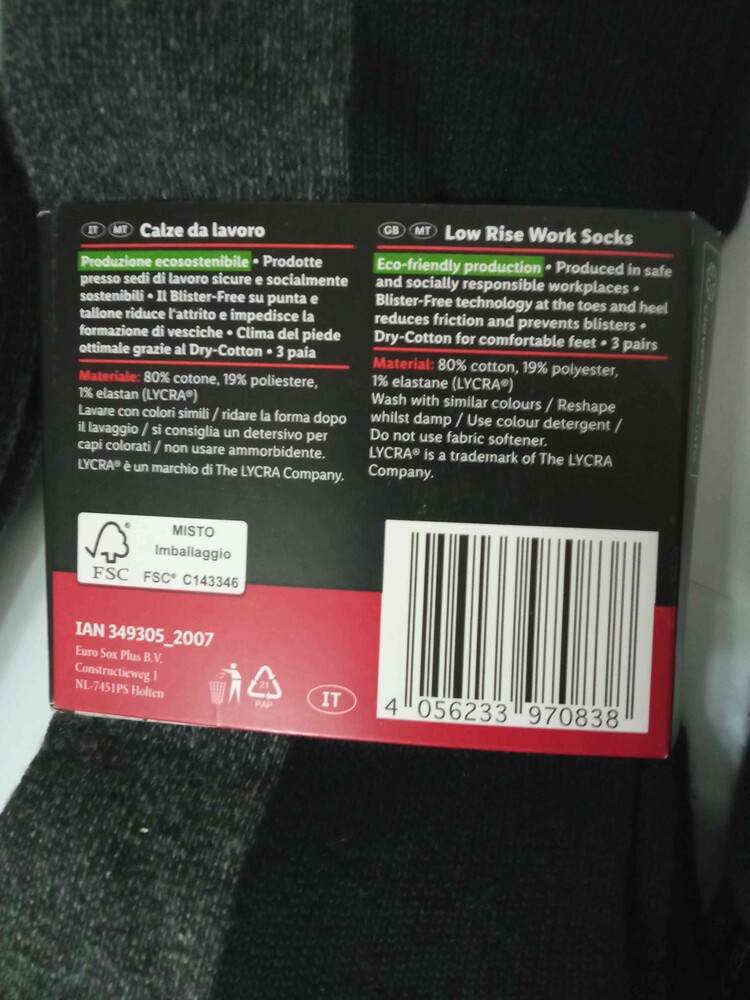 IT MT Calze da lavoro
Produzione ecosostenibile • Prodotte
presso sedi di lavoro sicure e socialmente
sostenibili • Il Blister-Free su punta e
tallone riduce l'attrito e impedisce la
formazione di vesciche • Clima del piede
ottimale grazie al Dry-Cotton • 3 paia
Materiale: 80% cotone, 19% poliestere,
1% elastan (LYCRA®)
Lavare con colori simili / ridare la forma dopo
il lavaggio / si consiglia un detersivo per
capi colorati / non usare ammorbidente.
LYCRA® è un marchio di The LYCRA Company.
GB MT Low Rise Work Socks
Eco-friendly production • Produced in safe
and socially responsible workplaces •
Blister-Free technology at the toes and heel
reduces friction and prevents blisters •
Dry-Cotton for comfortable feet • 3 pairs
Material: 80% cotton, 19% polyester,
1% elastane (LYCRA®)
Wash with similar colours / Reshape
whilst damp / Use colour detergent /
Do not use fabric softener.
LYCRA® is a trademark of The LYCRA
Company.
FSC
MISTO
Imballaggio
FSC® C143346
IAN 349305_2007
Euro Sox Plus B.V.
Constructieweg 1
NL-7451PS Holten
21
PAP
IT
4 056233 970838